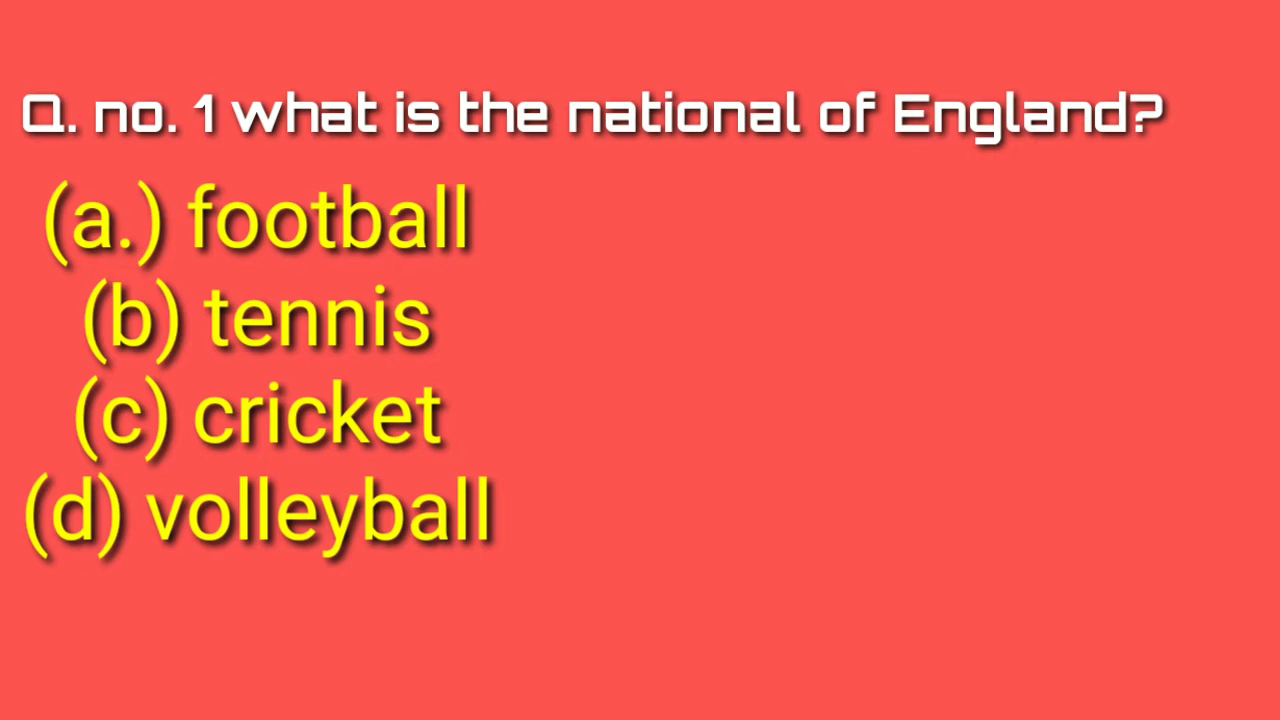 Q. no. 1 what is the national of England?
(a.) football
(b) tennis
(c) cricket
(d) volleyball